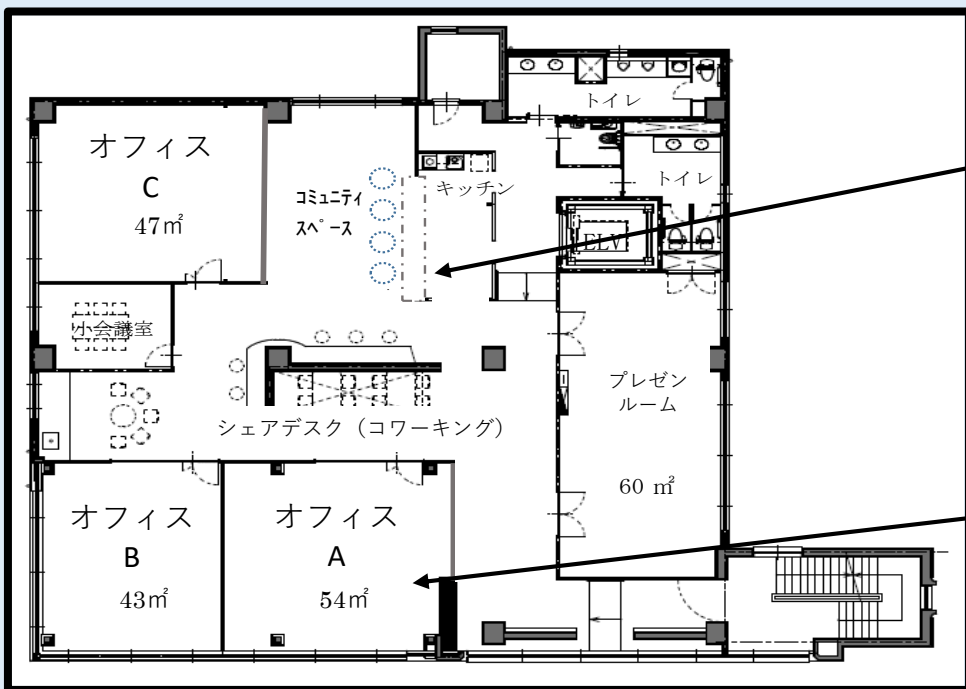 トイレ
オフィス
C
47㎡
コミュニティ
スペース
キッチン
トイレ
ELV
小会議室
プレゼン
ルーム
60 ㎡
シェアデスク（コワーキング）
オフィス
B
43㎡
オフィス
A
54㎡